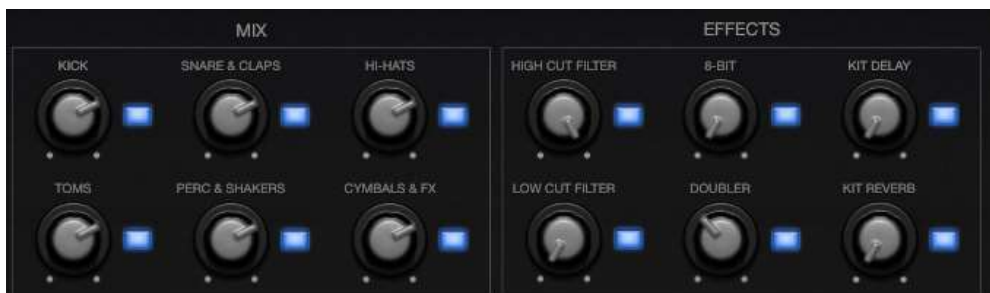 MIX
EFFECTS
KICK
SNARE & CLAPS
HI-HATS
HIGH CUT FILTER
8-BIT
KIT DELAY
TOMS
PERC & SHAKERS
CYMBALS & FX
LOW CUT FILTER
DOUBLER
KIT REVERB